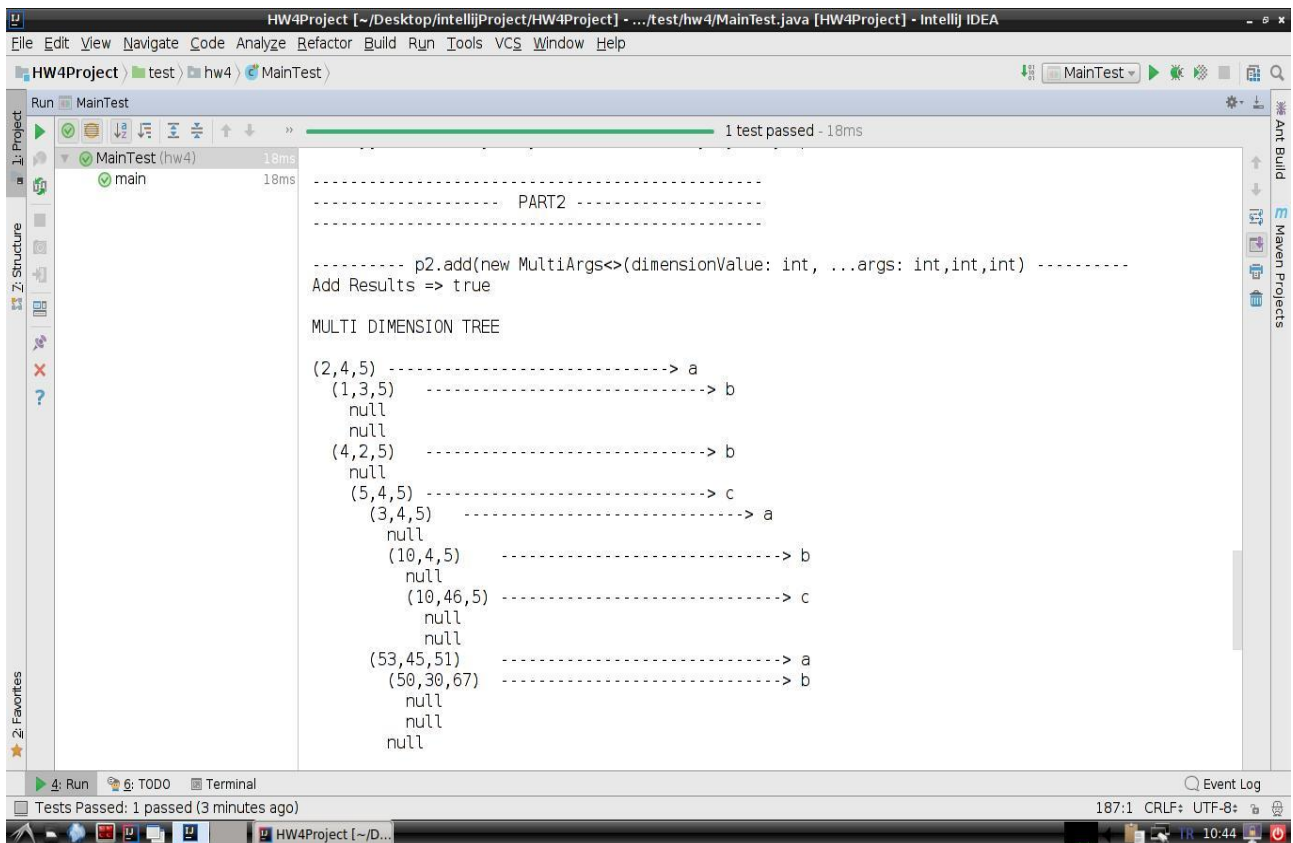 HW4Project [~/Desktop/intellijProject/HW4Project] - .../test/hw4/MainTest.java [HW4Project] - IntelliJ IDEA
File Edit View Navigate Code Analyze Refactor Build Run Tools VCS Window Help
HW4Project test hw4 MainTest
MainTest
Run MainTest
1 test passed - 18ms
MainTest (hw4) 18ms
main 18ms
1: Project
Z: Structure
2: Favorites
Ant Build
m Maven Projects
------------------------------------------------
-------------------- PART2 --------------------
------------------------------------------------
---------- p2.add(new MultiArgs<>(dimensionValue: int, ...args: int,int,int) ----------
Add Results => true
MULTI DIMENSION TREE
(2,4,5) ------------------------------> a
(1,3,5) ------------------------------> b
null
null
(4,2,5) ------------------------------> b
null
(5,4,5) ------------------------------> c
(3,4,5) ------------------------------> a
null
(10,4,5) ------------------------------> b
null
(10,46,5) ------------------------------> c
null
null
(53,45,51) ------------------------------> a
(50,30,67) ------------------------------> b
null
null
null
4: Run 6: TODO Terminal Event Log
Tests Passed: 1 passed (3 minutes ago) 187:1 CRLF UTF-8
HW4Project [~/D... TR 10:44